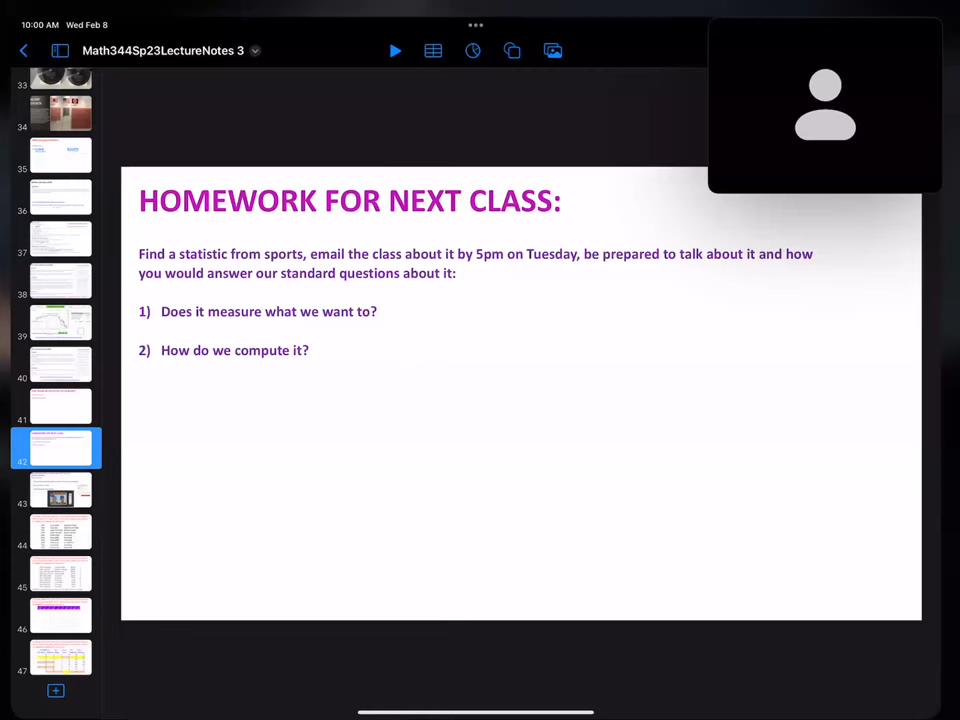 10:00 AM Wed Feb 8
Math344Sp23LectureNotes 3
HOMEWORK FOR NEXT CLASS:
Find a statistic from sports, email the class about it by 5pm on Tuesday, be prepared to talk about it and how
you would answer our standard questions about it:
1) Does it measure what we want to?
2) How do we compute it?
33
34
35
36
37
38
39
40
41
42
43
44
45
46
47